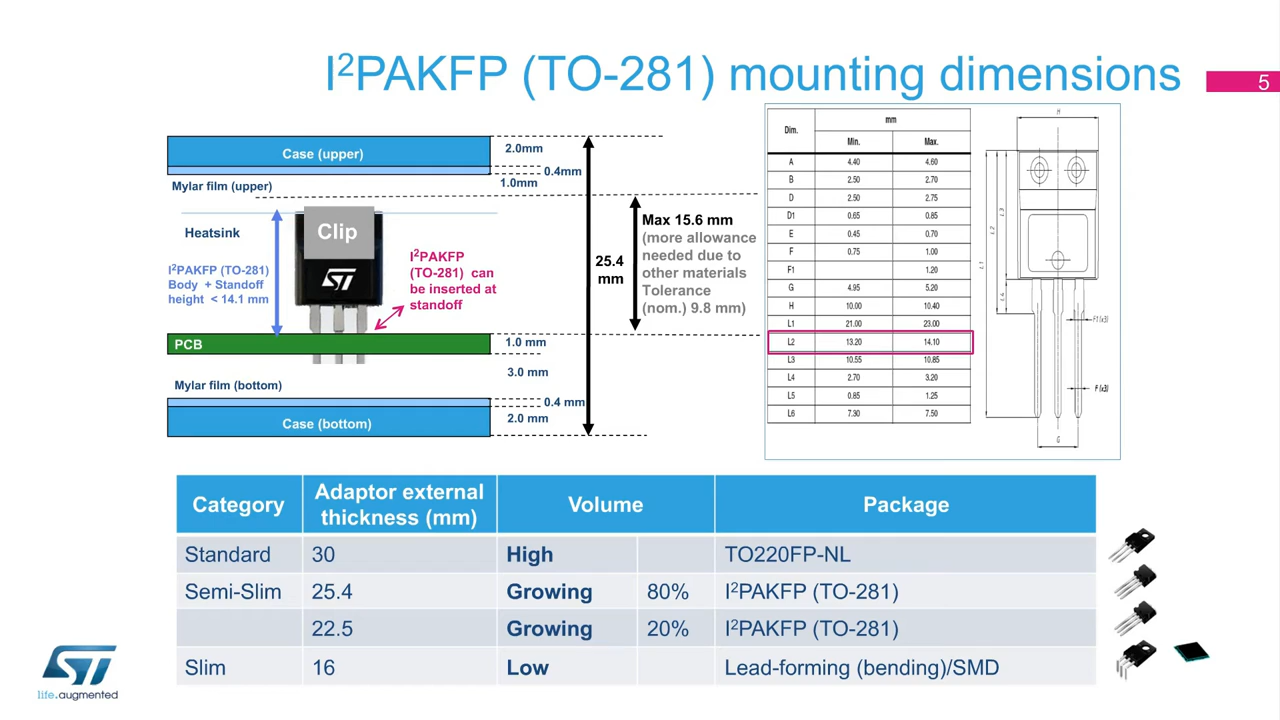 I²PAKFP (TO-281) mounting dimensions
5
Case (upper)
Mylar film (upper)
Clip
Heatsink
I²PAKFP (TO-281)
Body + Standoff
height < 14.1 mm
I²PAKFP
(TO-281) can
be inserted at
standoff
PCB
Mylar film (bottom)
Case (bottom)
2.0mm
0.4mm
1.0mm
1.0 mm
3.0 mm
0.4 mm
2.0 mm
25.4
mm
Max 15.6 mm
(more allowance
needed due to
other materials
Tolerance
(nom.) 9.8 mm)
Dim. mm
Min. Max.
A 4.40 4.60
B 2.50 2.70
D 2.50 2.75
D1 0.65 0.85
E 0.45 0.70
F 0.75 1.00
F1 1.20
G 4.95 5.20
H 10.00 10.40
L1 21.00 23.00
L2 13.20 14.10
L3 10.55 10.85
L4 2.70 3.20
L5 0.85 1.25
L6 7.30 7.50
H
L3
L2
L1
L4
F1 (x3)
F (x3)
G
Category Adaptor external thickness (mm) Volume Package
Standard 30 High TO220FP-NL
Semi-Slim 25.4 Growing 80% I²PAKFP (TO-281)
22.5 Growing 20% I²PAKFP (TO-281)
Slim 16 Low Lead-forming (bending)/SMD
ST
life.augmented